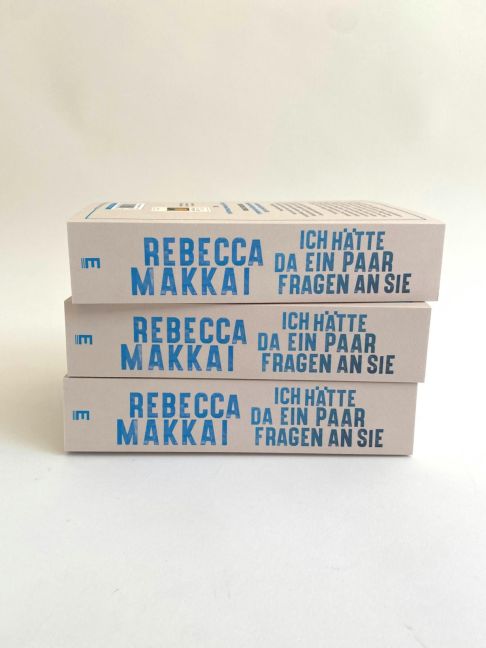 REBECCA
MAKKAI
ICH HÄTTE
DA EIN PAAR
FRAGEN AN SIE
E
REBECCA
MAKKAI
ICH HÄTTE
DA EIN PAAR
FRAGEN AN SIE
E
REBECCA
MAKKAI
ICH HÄTTE
DA EIN PAAR
FRAGEN AN SIE
E